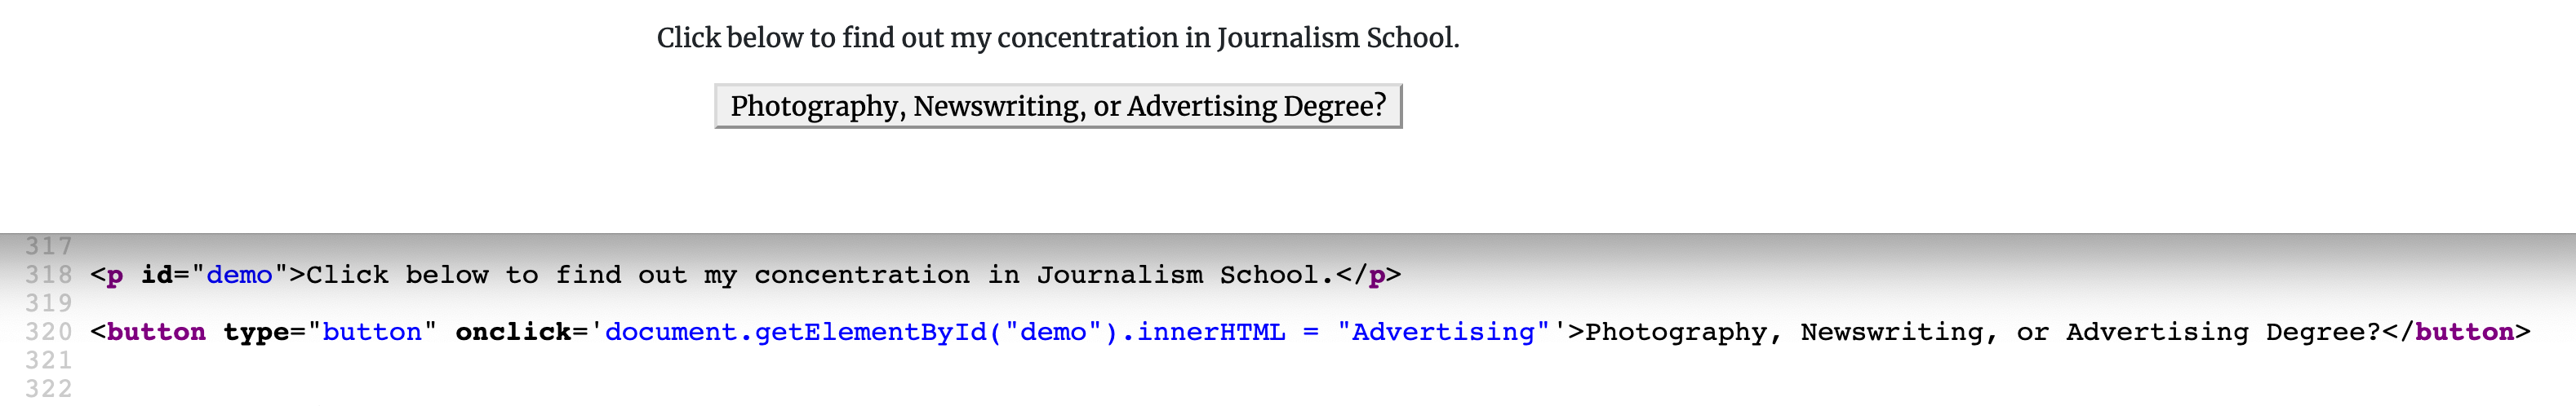 Click below to find out my concentration in Journalism School.
Photography, Newswriting, or Advertising Degree?
317
318 <p id="demo">Click below to find out my concentration in Journalism School.</p>
319
320 <button type="button" onclick='document.getElementById("demo").innerHTML = "Advertising"'>Photography, Newswriting, or Advertising Degree?</button>
321
322